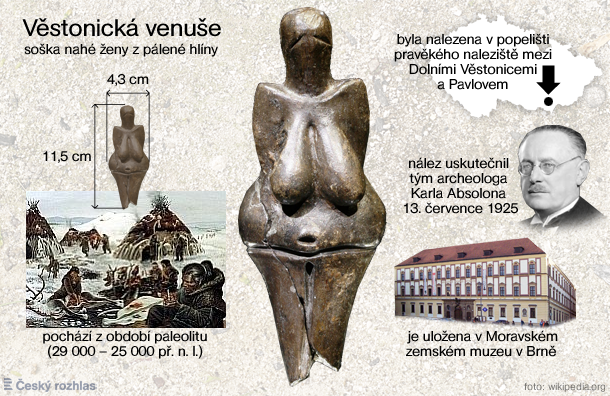 Věstonická venuše
soška nahé ženy z pálené hlíny
4,3 cm
11,5 cm
pochází z období paleolitu
(29 000 – 25 000 př. n. l.)
byla nalezena v popelišti
pravěkého naleziště mezi
Dolními Věstonicemi
a Pavlovem
nález uskutečnil
tým archeologa
Karla Absolona
13. července 1925
je uložena v Moravském
zemském muzeu v Brně
Český rozhlas
foto: wikipedia.org